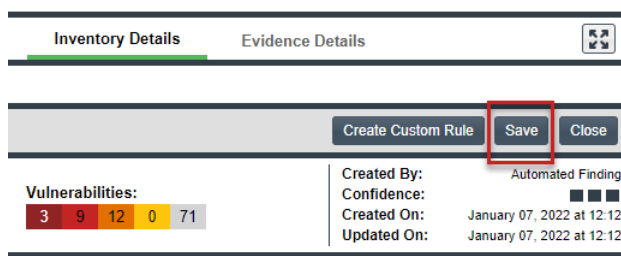 Inventory Details Evidence Details
Create Custom Rule Save Close
Vulnerabilities:
3 9 12 0 71
Created By: Automated Finding
Confidence:
Created On: January 07, 2022 at 12:12
Updated On: January 07, 2022 at 12:12